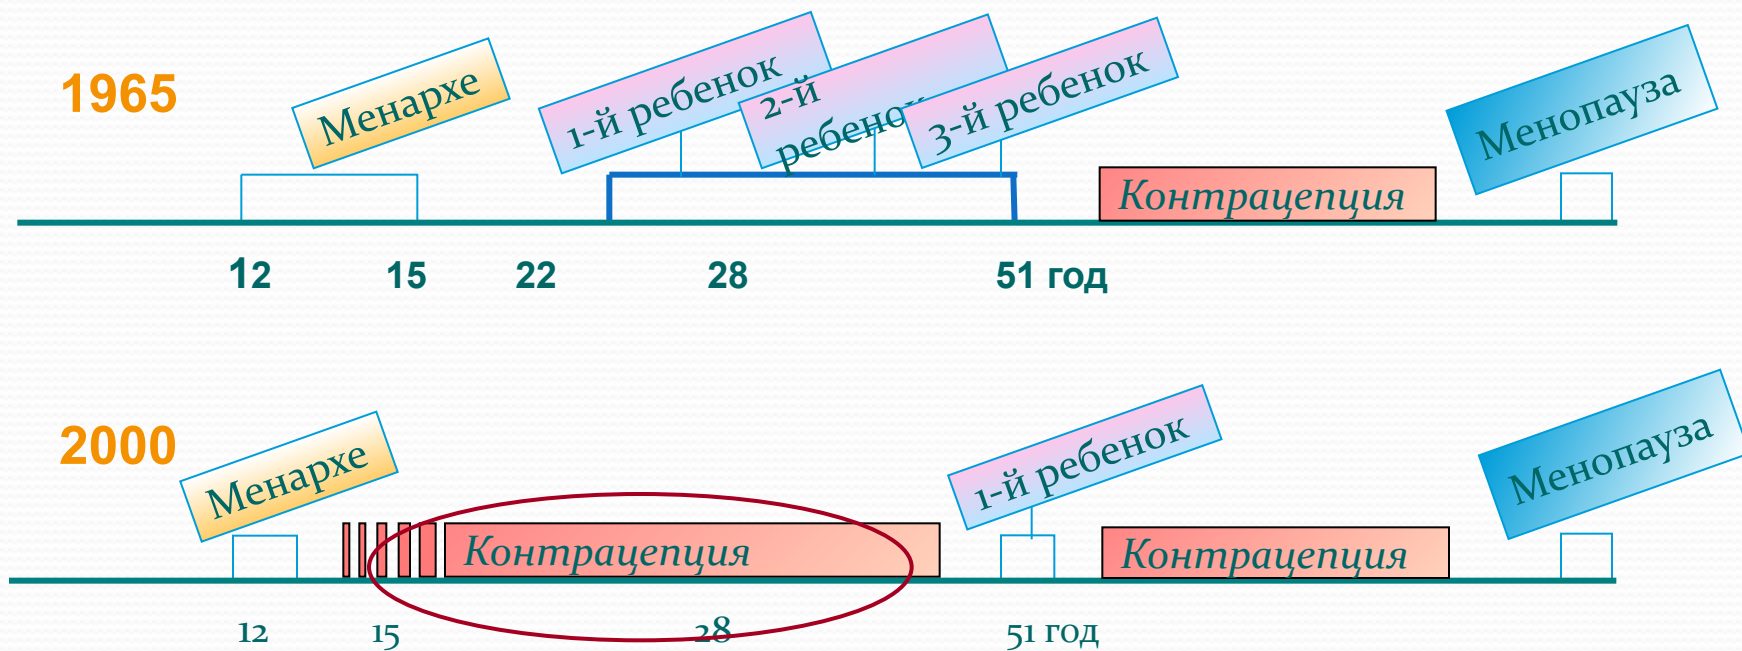 1965
Менархе
1-й ребенок
2-й
ребенок
3-й ребенок
Контрацепция
Менопауза
12 15 22 28 51 год
2000
Менархе
Контрацепция
1-й ребенок
Контрацепция
Менопауза
12 15 28 51 год